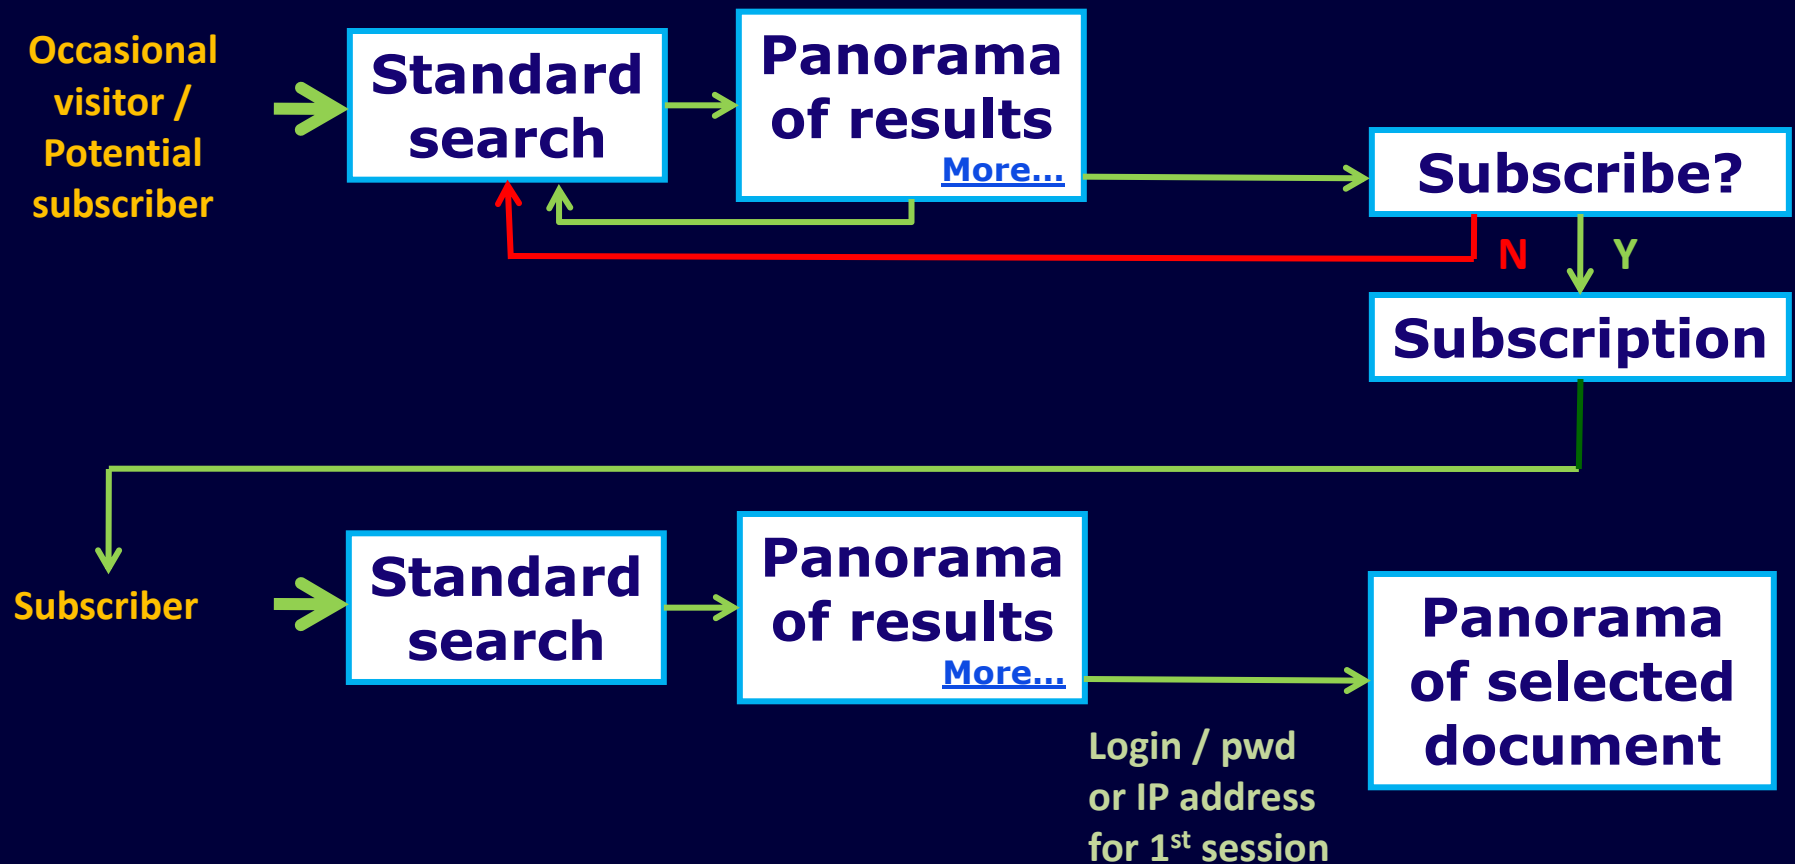 Occasional
visitor /
Potential
subscriber
Standard
search
Panorama
of results
More...
Subscribe?
N
Y
Subscription
Subscriber
Standard
search
Panorama
of results
More...
Login / pwd
or IP address
for 1st session
Panorama
of selected
document